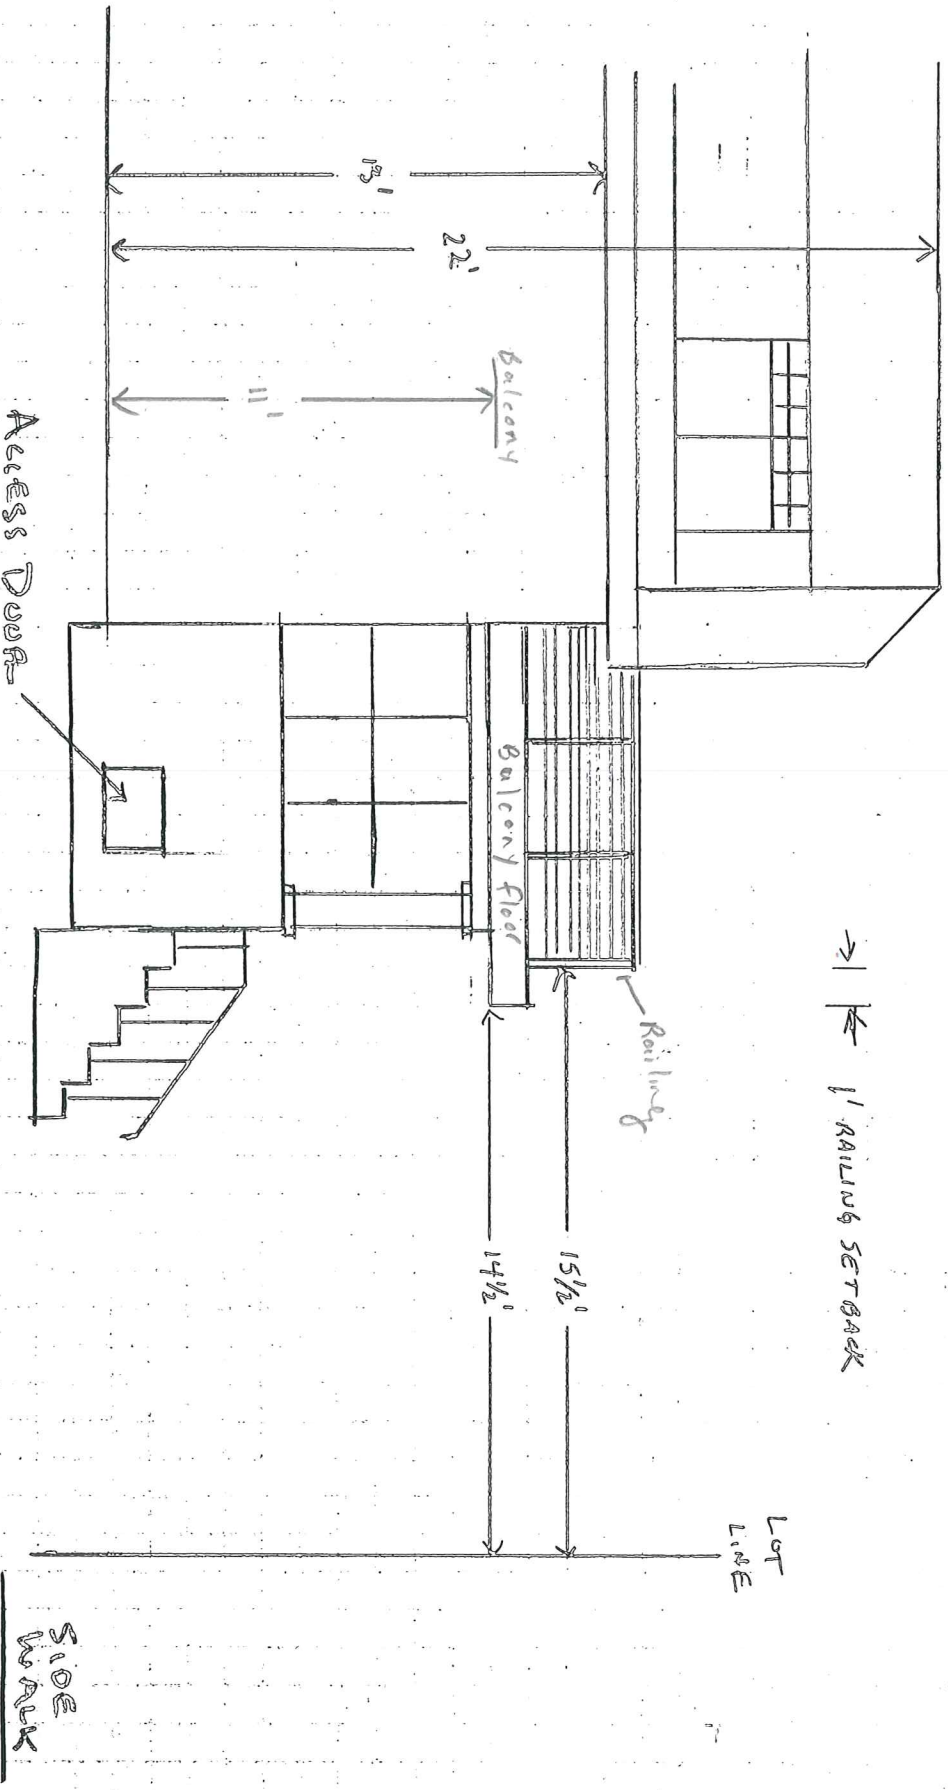 LOT
LINE
1' RAILING SETBACK
Railing
15½'
14½'
13'
22'
Balcony
11'
Balcony floor
ACCESS DOOR
SIDE
WALK